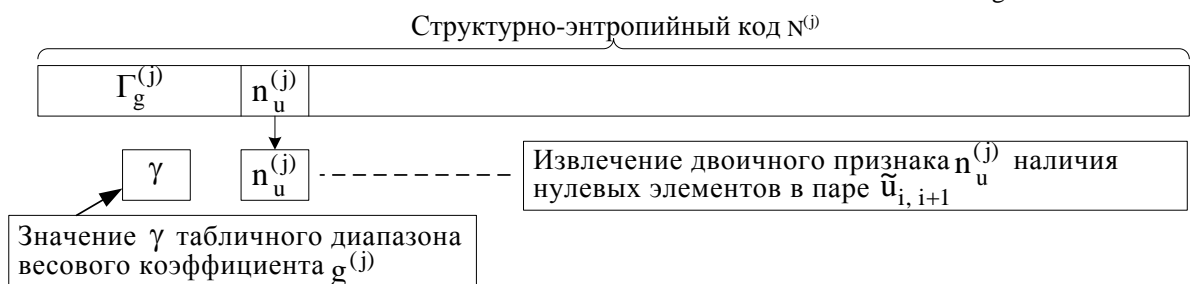 g
Структурно-энтропийный код N^(j)
Γ_g^(j) n_u^(j)
γ n_u^(j)
Извлечение двоичного признака n_u^(j) наличия
нулевых элементов в паре ũ_i, i+1
Значение γ табличного диапазона
весового коэффициента g^(j)